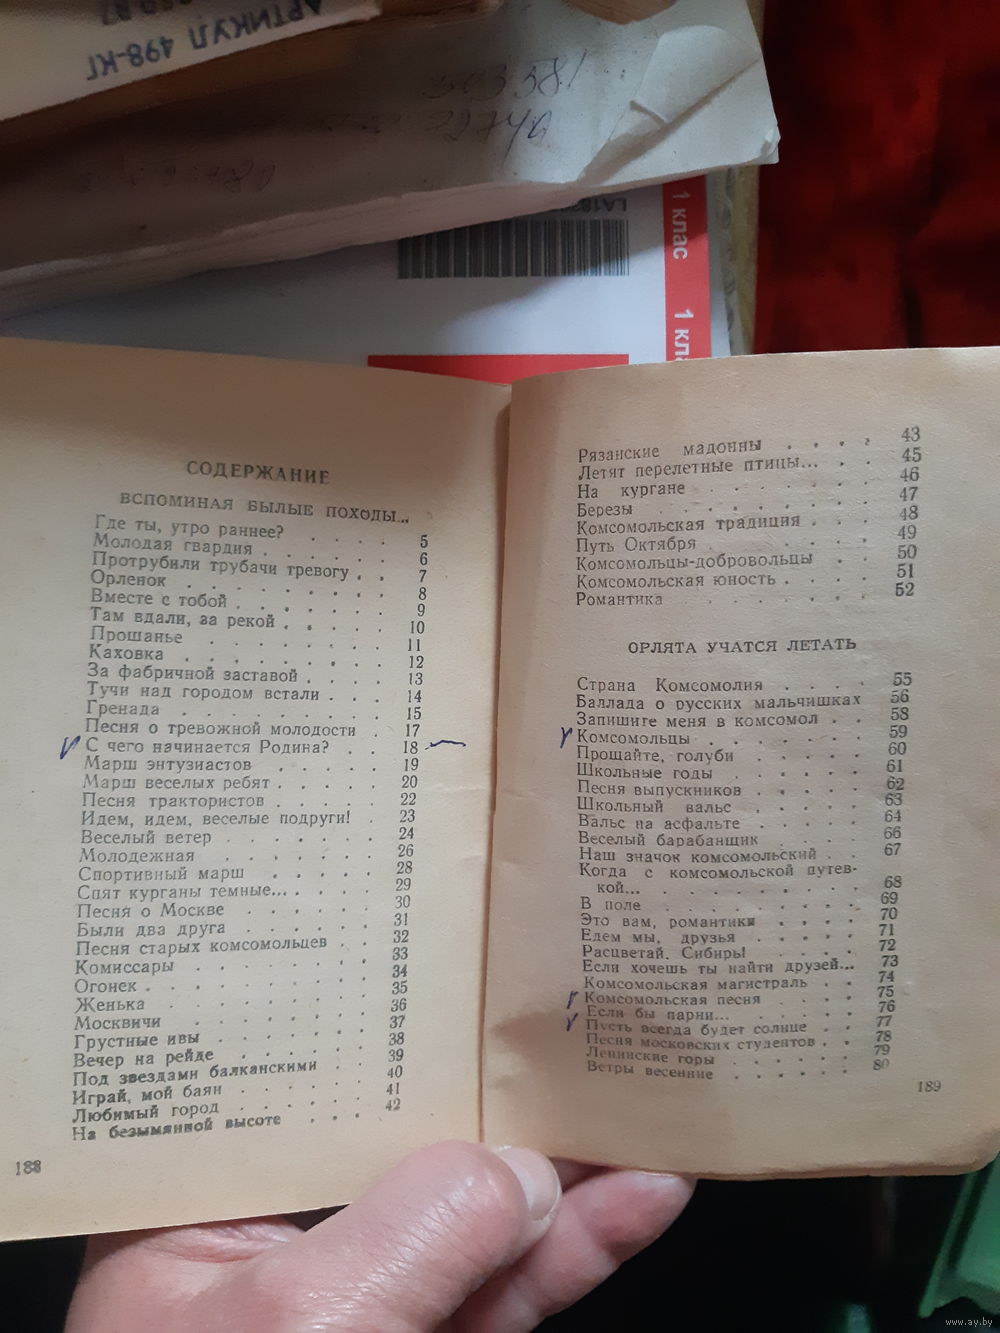 АРТИКУЛ 498-КГ
1 клас
1 кла
СОДЕРЖАНИЕ
ВСПОМИНАЯ БЫЛЫЕ ПОХОДЫ...
Где ты, утро раннее? . . . . 5
Молодая гвардия . . . . . 6
Протрубили трубачи тревогу . . 7
Орленок . . . . . . . 8
Вместе с тобой . . . . . . 9
Там вдали, за рекой . . . . . 10
Прощанье . . . . . . . 11
Каховка . . . . . . . 12
За фабричной заставой . . . . 13
Тучи над городом встали . . . 14
Гренада . . . . . . . 15
Песня о тревожной молодости . 17
С чего начинается Родина? . . 18
Марш энтузиастов . . . . . 19
Марш веселых ребят . . . . . 20
Песня трактористов . . . . . 22
Идем, идем, веселые подруги! . 23
Веселый ветер . . . . . . 24
Молодежная . . . . . . 26
Спортивный марш . . . . . 28
Спят курганы темные... . . . . 29
Песня о Москве . . . . . 30
Были два друга . . . . . 31
Песня старых комсомольцев . . 32
Комиссары . . . . . . . 33
Огонек . . . . . . . . 34
Женька . . . . . . . 35
Москвичи . . . . . . . 36
Грустные ивы . . . . . . 37
Вечер на рейде . . . . . 38
Под звездами балканскими . . 39
Играй, мой баян . . . . . 40
Любимый город . . . . . 41
На безымянной высоте . . . 42
188
Рязанские мадонны . . . . 43
Летят перелетные птицы... . . 45
На кургане . . . . . . 46
Березы . . . . . . . 47
Комсомольская традиция . . . 48
Путь Октября . . . . . . 49
Комсомольцы-добровольцы . . 50
Комсомольская юность . . . . 51
Романтика . . . . . . 52
ОРЛЯТА УЧАТСЯ ЛЕТАТЬ
Страна Комсомолия . . . . 55
Баллада о русских мальчишках 56
Запишите меня в комсомол . . 58
Комсомольцы . . . . . . 59
Прощайте, голуби . . . . . 60
Школьные годы . . . . . 61
Песня выпускников . . . . . 62
Школьный вальс . . . . . 63
Вальс на асфальте . . . . . 64
Веселый барабанщик . . . . 66
Наш значок комсомольский . . 67
Когда с комсомольской путев-
кой... . . . . . . . . 68
В поле . . . . . . . 69
Это вам, романтики . . . . 70
Едем мы, друзья . . . . . 71
Расцветай, Сибирь! . . . . 72
Если хочешь ты найти друзей... 73
Комсомольская магистраль . . 74
Комсомольская песня . . . . 75
Если бы парни... . . . . . 76
Пусть всегда будет солнце . . 77
Песня московских студентов . . 78
Ленинские горы . . . . . . 79
Ветры весенние . . . . . . 80
189
www.ay.by